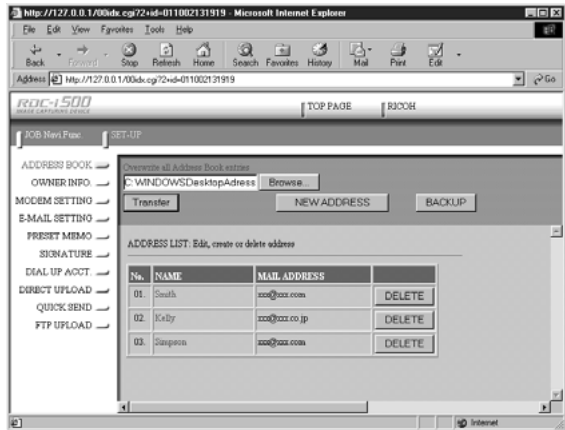 http://127.0.0.1/00idx.cgi?2+id=011002131919 - Microsoft Internet Explorer
File Edit View Favorites Tools Help
Back Forward Stop Refresh Home Search Favorites History Mail Print Edit
Address http://127.0.0.1/00idx.cgi?2+id=011002131919 Go
RDC-i500
IMAGE CAPTURING DEVICE
TOP PAGE RICOH
JOB Navi Func SET-UP
ADDRESS BOOK
OWNER INFO.
MODEM SETTING
E-MAIL SETTING
PRESET MEMO
SIGNATURE
DIAL UP ACCT.
DIRECT UPLOAD
QUICK SEND
FTP UPLOAD
Overwrite all Address Book entries
C:WINDOWSDesktopAdress Browse...
Transfer NEW ADDRESS BACKUP
ADDRESS LIST: Edit, create or delete address
No. NAME MAIL ADDRESS
01. Smith xxx@xxx.com DELETE
02. Kelly xxx@xxx.co.jp DELETE
03. Simpson xxx@xxx.com DELETE
Internet